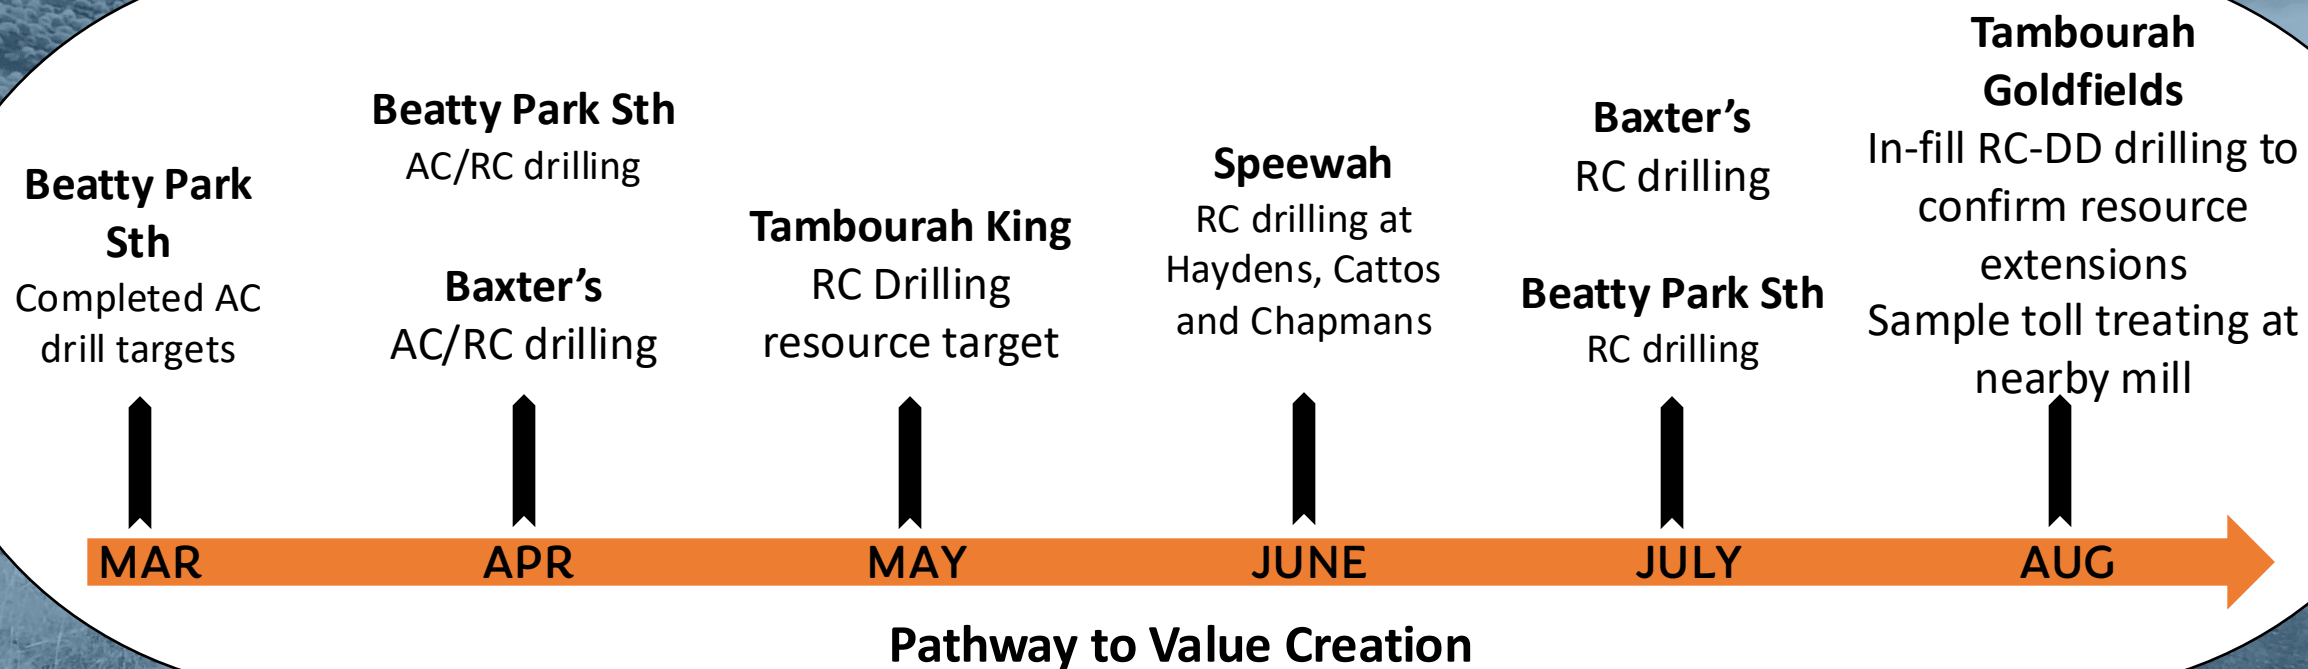 Beatty Park
Sth
Completed AC
drill targets
Beatty Park Sth
AC/RC drilling
Baxter’s
AC/RC drilling
Tambourah King
RC Drilling
resource target
Speewah
RC drilling at
Haydens, Cattos
and Chapmans
Baxter’s
RC drilling
Beatty Park Sth
RC drilling
Tambourah
Goldfields
In-fill RC-DD drilling to
confirm resource
extensions
Sample toll treating at
nearby mill
MAR
APR
MAY
JUNE
JULY
AUG
Pathway to Value Creation